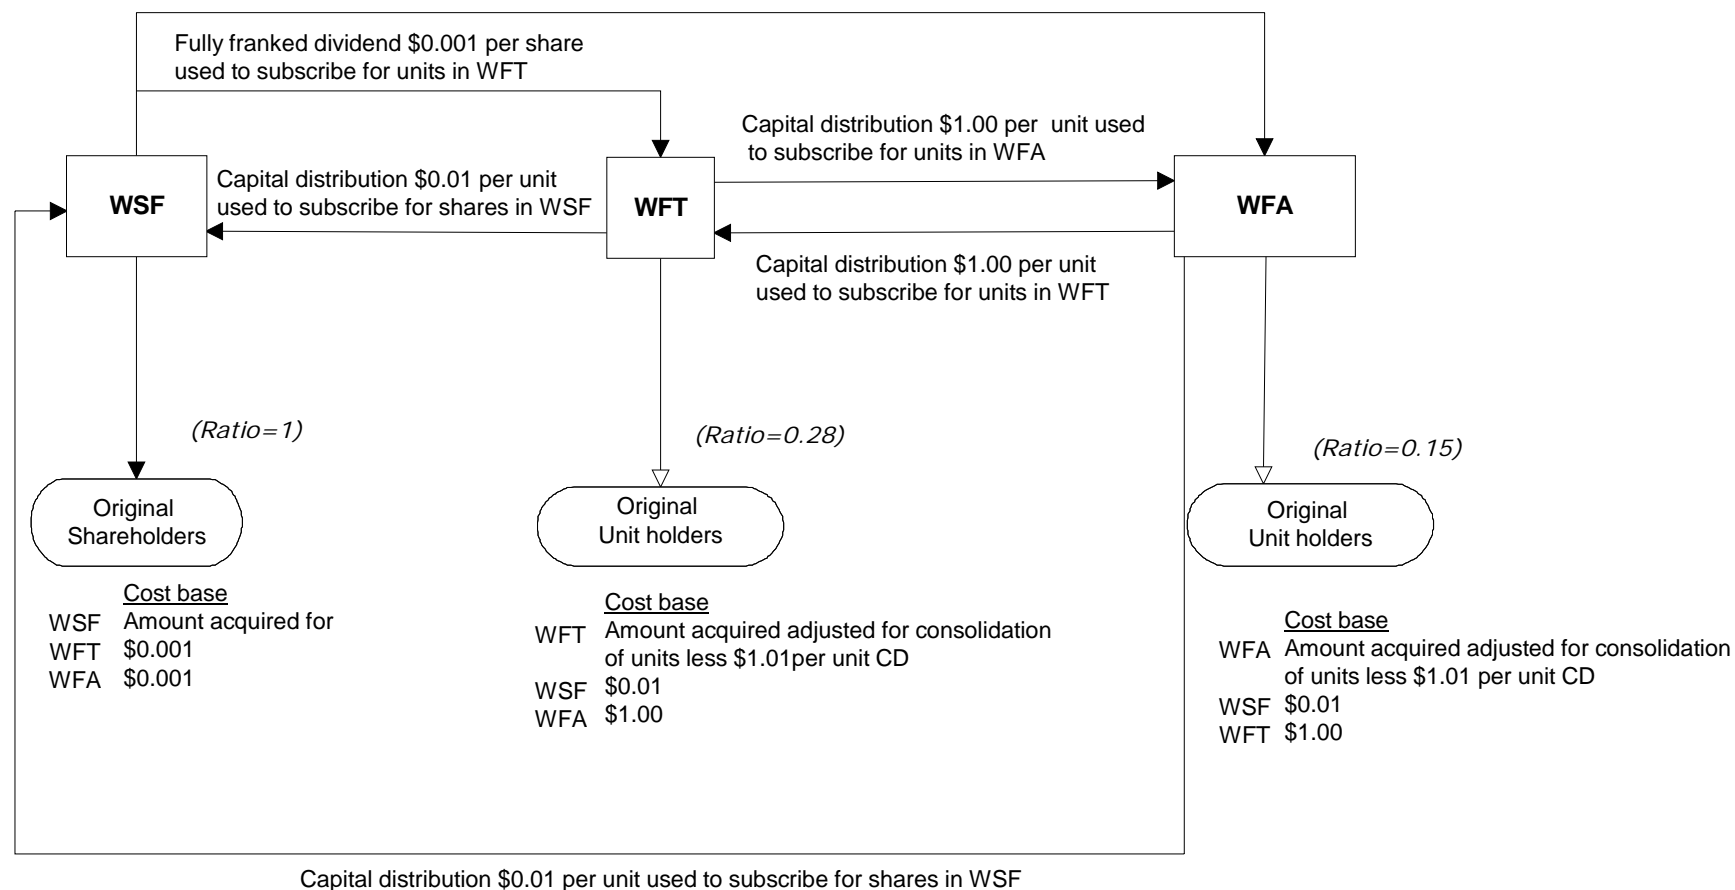 Fully franked dividend $0.001 per share
used to subscribe for units in WFT
Capital distribution $1.00 per unit used
to subscribe for units in WFA
WSF
Capital distribution $0.01 per unit
used to subscribe for shares in WSF
WFT
WFA
Capital distribution $1.00 per unit
used to subscribe for units in WFT
(Ratio=1)
(Ratio=0.28)
(Ratio=0.15)
Original
Shareholders
Original
Unit holders
Original
Unit holders
Cost base
WSF Amount acquired for
WFT $0.001
WFA $0.001
Cost base
WFT Amount acquired adjusted for consolidation
of units less $1.01per unit CD
WSF $0.01
WFA $1.00
Cost base
WFA Amount acquired adjusted for consolidation
of units less $1.01 per unit CD
WSF $0.01
WFT $1.00
Capital distribution $0.01 per unit used to subscribe for shares in WSF